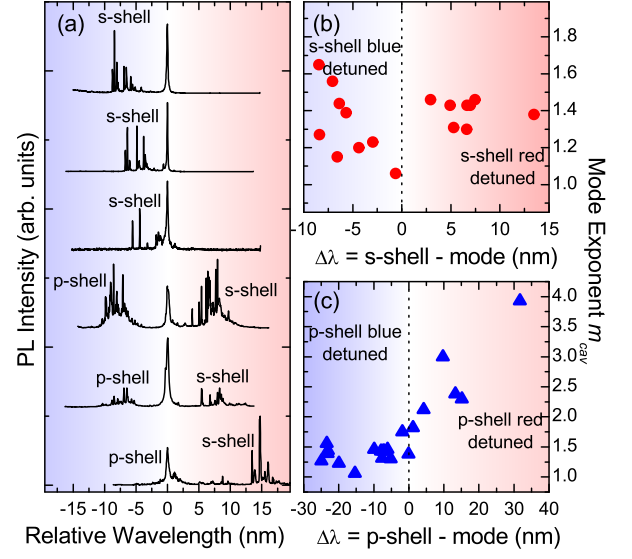 (a)
s-shell
s-shell
s-shell
p-shell
s-shell
p-shell
s-shell
p-shell
s-shell
PL Intensity (arb. units)
-15 -10 -5 0 5 10 15
Relative Wavelength (nm)
(b)
s-shell blue
detuned
s-shell red
detuned
1.8
1.6
1.4
1.2
1.0
-10 -5 0 5 10 15
Δλ = s-shell - mode (nm)
Mode Exponent m_cav
(c)
p-shell blue
detuned
p-shell red
detuned
4.0
3.5
3.0
2.5
2.0
1.5
1.0
-30 -20 -10 0 10 20 30 40
Δλ = p-shell - mode (nm)